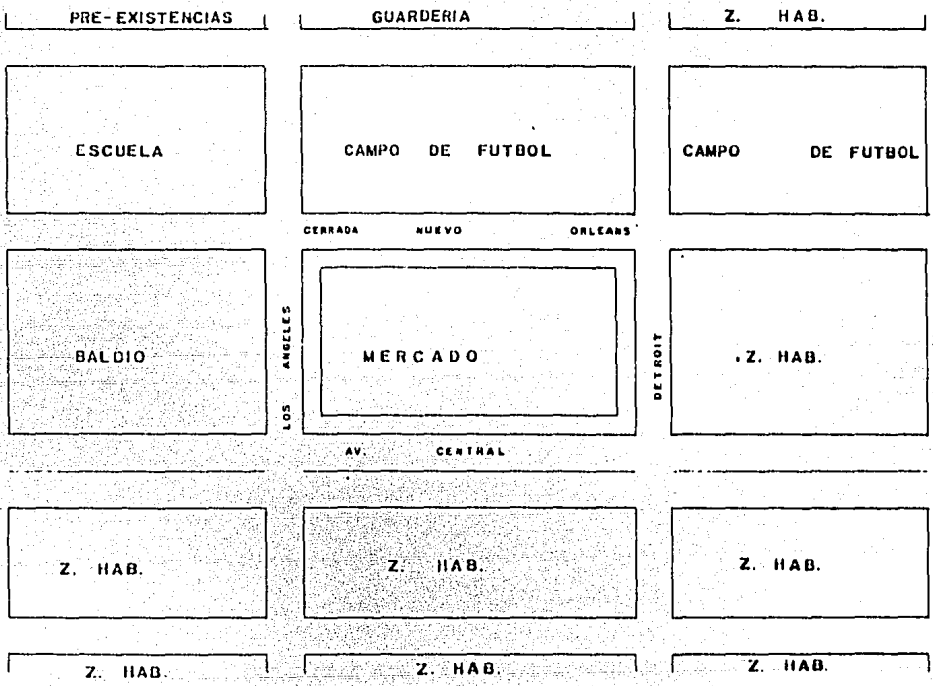 PRE-EXISTENCIAS GUARDERIA Z. HAB.
ESCUELA CAMPO DE FUTBOL CAMPO DE FUTBOL
CERRADA NUEVO ORLEANS
LOS ANGELES
BALDIO MERCADO Z. HAB.
DETROIT
AV. CENTRAL
Z. HAB. Z. HAB. Z. HAB.
Z. HAB. Z. HAB. Z. HAB.